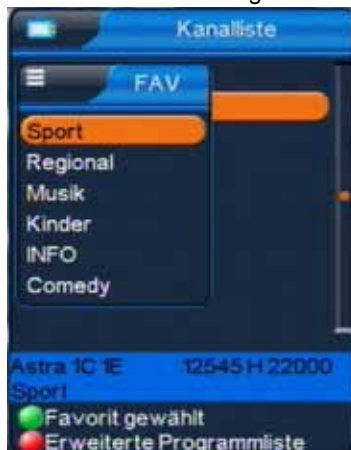 Kanalliste
FAV
Sport
Regional
Musik
Kinder
INFO
Comedy
Astra 1C 1E 12545 H 22000
Sport
Favorit gewählt
Erweiterte Programmliste